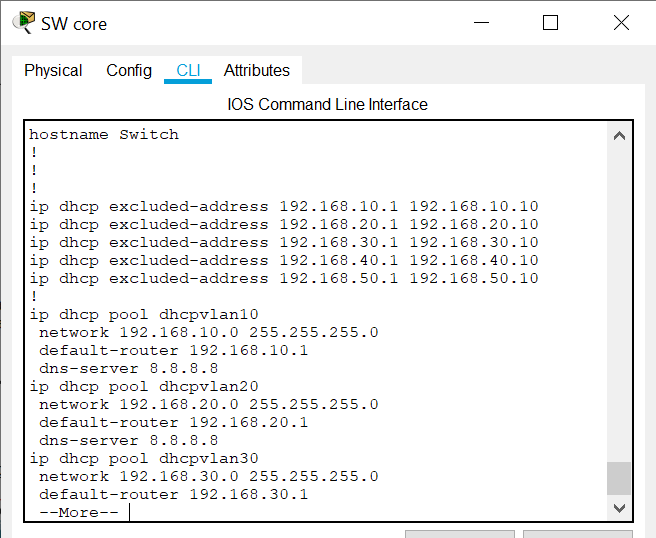 SW core
Physical Config CLI Attributes
IOS Command Line Interface
hostname Switch
!
!
!
ip dhcp excluded-address 192.168.10.1 192.168.10.10
ip dhcp excluded-address 192.168.20.1 192.168.20.10
ip dhcp excluded-address 192.168.30.1 192.168.30.10
ip dhcp excluded-address 192.168.40.1 192.168.40.10
ip dhcp excluded-address 192.168.50.1 192.168.50.10
!
ip dhcp pool dhcpvlan10
 network 192.168.10.0 255.255.255.0
 default-router 192.168.10.1
 dns-server 8.8.8.8
ip dhcp pool dhcpvlan20
 network 192.168.20.0 255.255.255.0
 default-router 192.168.20.1
 dns-server 8.8.8.8
ip dhcp pool dhcpvlan30
 network 192.168.30.0 255.255.255.0
 default-router 192.168.30.1
 --More--